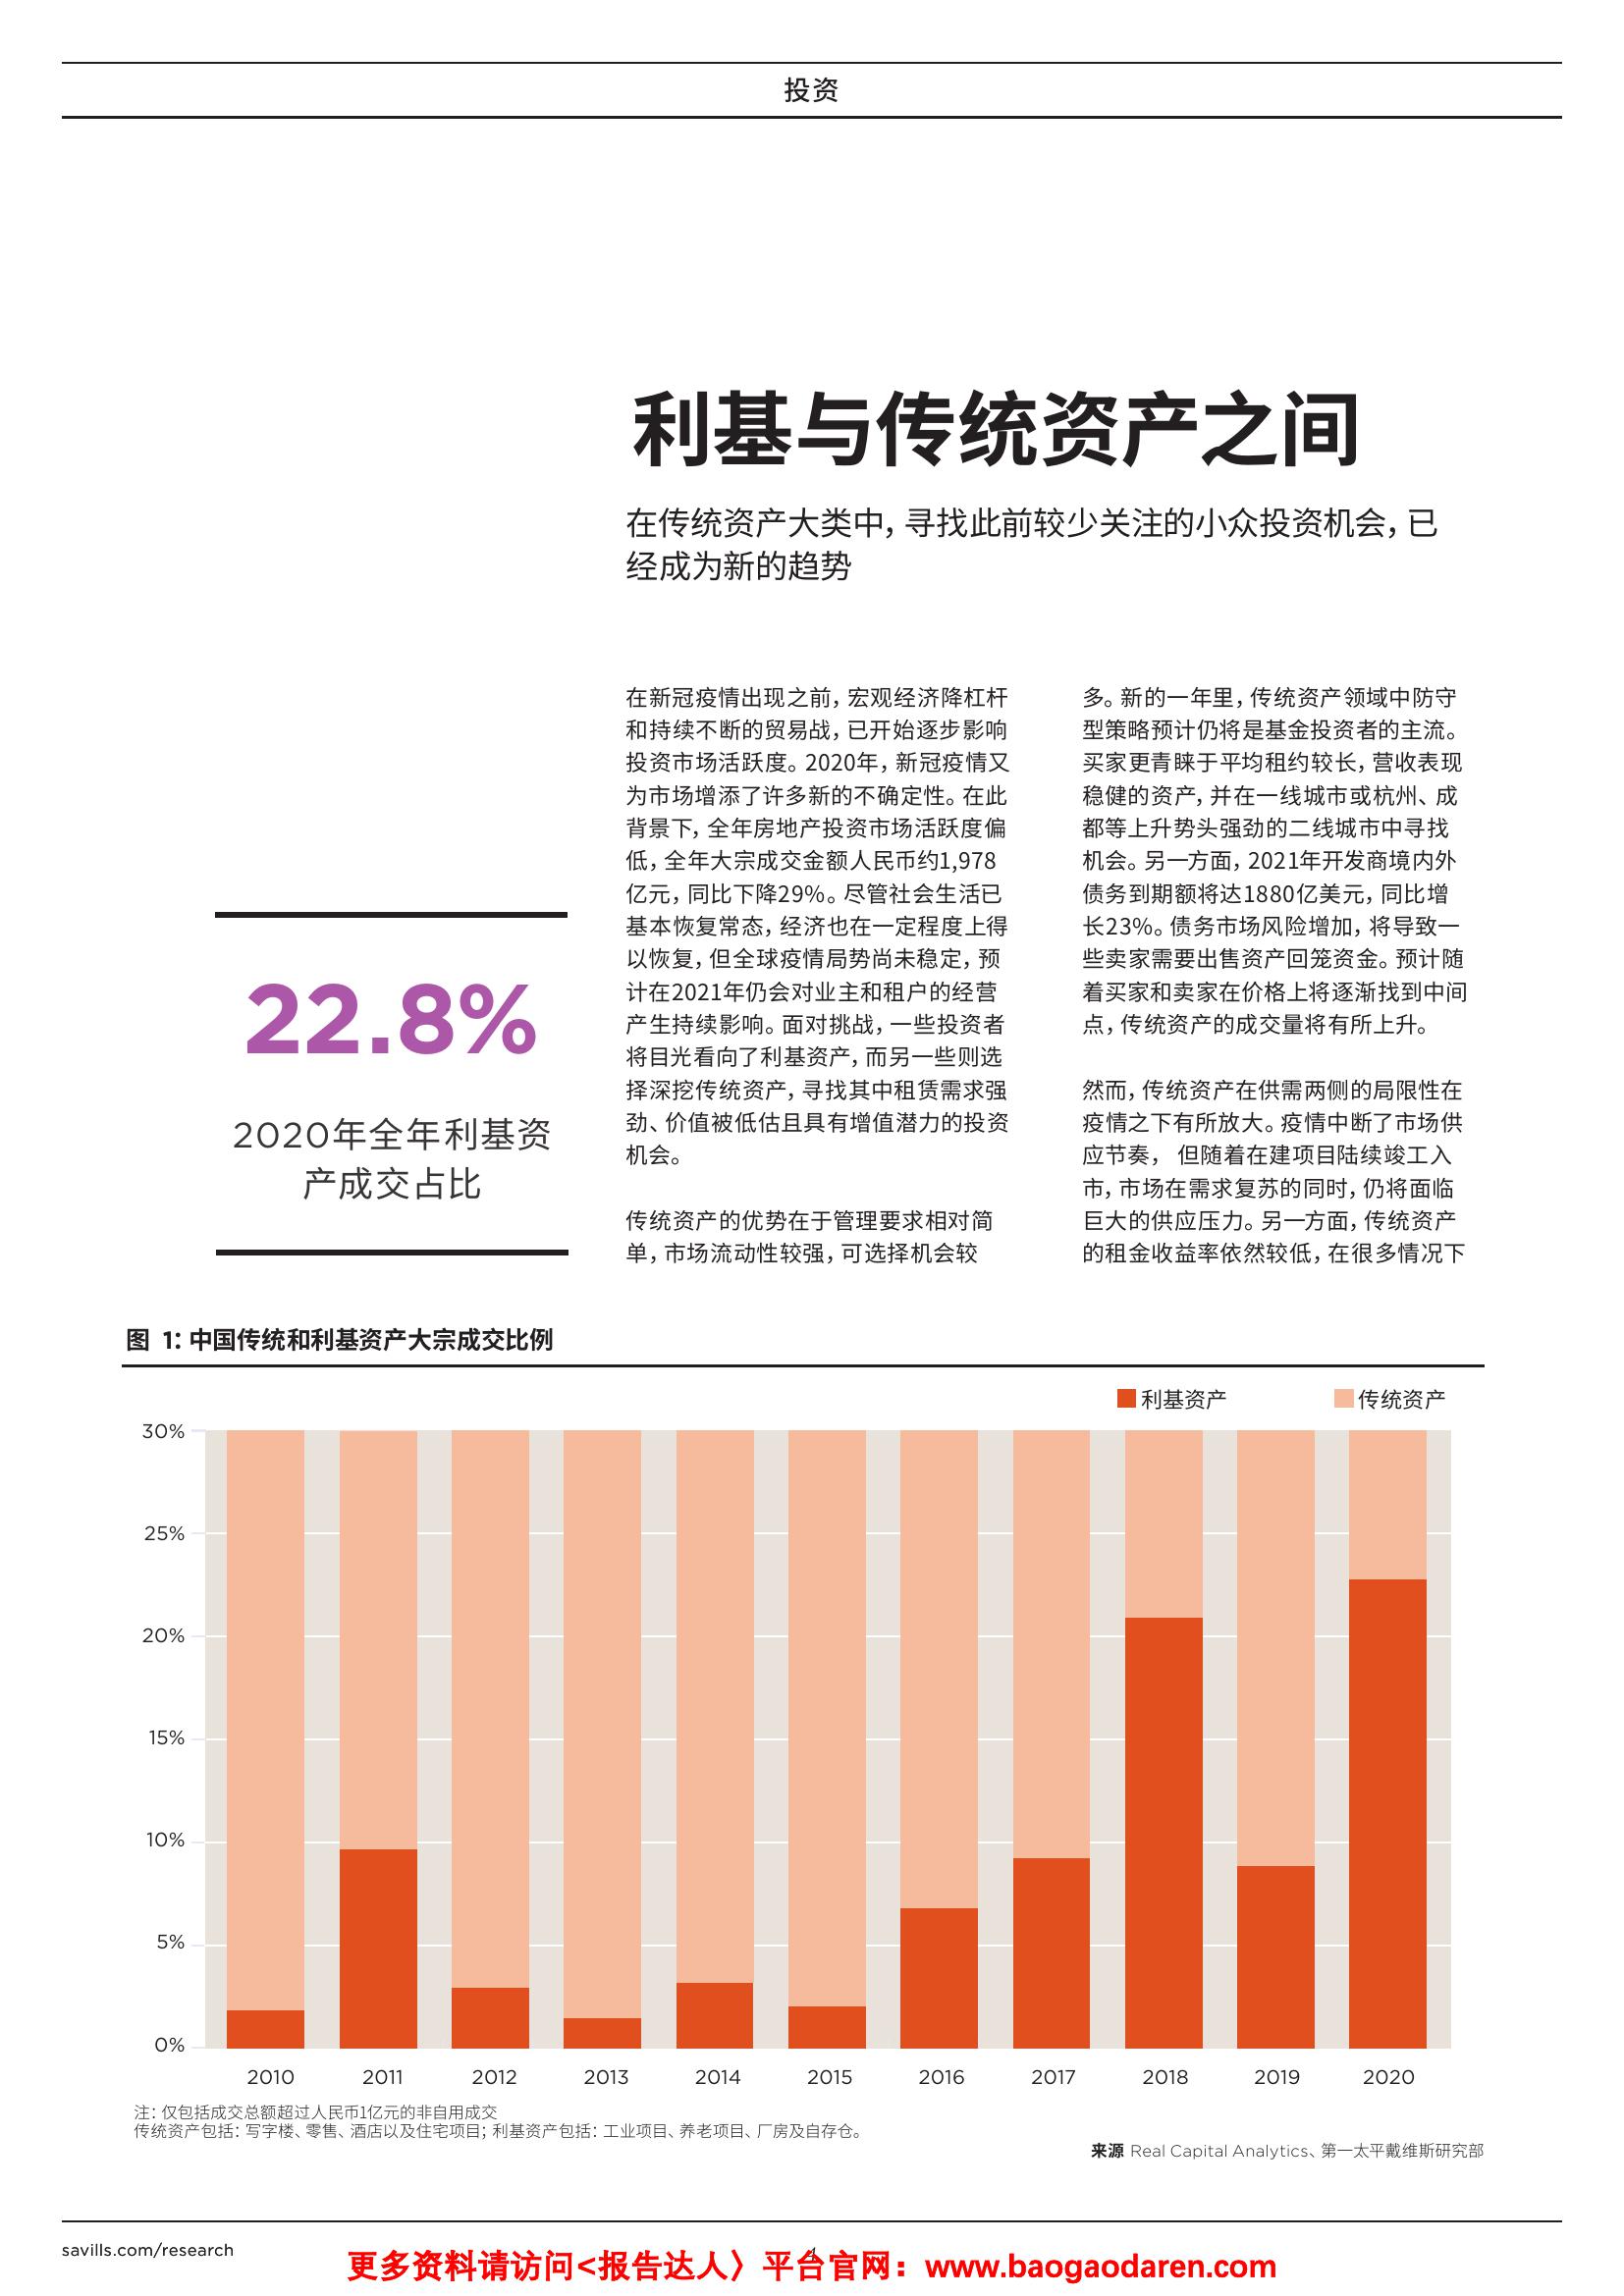 投资
利基与传统资产之间
在传统资产大类中，寻找此前较少关注的小众投资机会，已
经成为新的趋势
22.8%
2020年全年利基资
产成交占比
在新冠疫情出现之前，宏观经济降杠杆
和持续不断的贸易战，已开始逐步影响
投资市场活跃度。2020年，新冠疫情又
为市场增添了许多新的不确定性。在此
背景下，全年房地产投资市场活跃度偏
低，全年大宗成交金额人民币约1,978
亿元，同比下降29%。尽管社会生活已
基本恢复常态，经济也在一定程度上得
以恢复，但全球疫情局势尚未稳定，预
计在2021年仍会对业主和租户的经营
产生持续影响。面对挑战，一些投资者
将目光看向了利基资产，而另一些则选
择深挖传统资产，寻找其中租赁需求强
劲、价值被低估且具有增值潜力的投资
机会。
传统资产的优势在于管理要求相对简
单，市场流动性较强，可选择机会较
多。新的一年里，传统资产领域中防守
型策略预计仍将是基金投资者的主流。
买家更青睐于平均租约较长，营收表现
稳健的资产，并在一线城市或杭州、成
都等上升势头强劲的二线城市中寻找
机会。另一方面，2021年开发商境内外
债务到期额将达1880亿美元，同比增
长23%。债务市场风险增加，将导致一
些卖家需要出售资产回笼资金。预计随
着买家和卖家在价格上将逐渐找到中间
点，传统资产的成交量将有所上升。
然而，传统资产在供需两侧的局限性在
疫情之下有所放大。疫情中断了市场供
应节奏， 但随着在建项目陆续竣工入
市，市场在需求复苏的同时，仍将面临
巨大的供应压力。另一方面，传统资产
的租金收益率依然较低，在很多情况下
图 1：中国传统和利基资产大宗成交比例
利基资产 传统资产
30%
25%
20%
15%
10%
5%
0%
2010 2011 2012 2013 2014 2015 2016 2017 2018 2019 2020
注：仅包括成交总额超过人民币1亿元的非自用成交
传统资产包括：写字楼、零售、酒店以及住宅项目；利基资产包括：工业项目、养老项目、厂房及自存仓。
来源 Real Capital Analytics、第一太平戴维斯研究部
savills.com/research
更多资料请访问<报告达人〉平台官网：www.baogaodaren.com